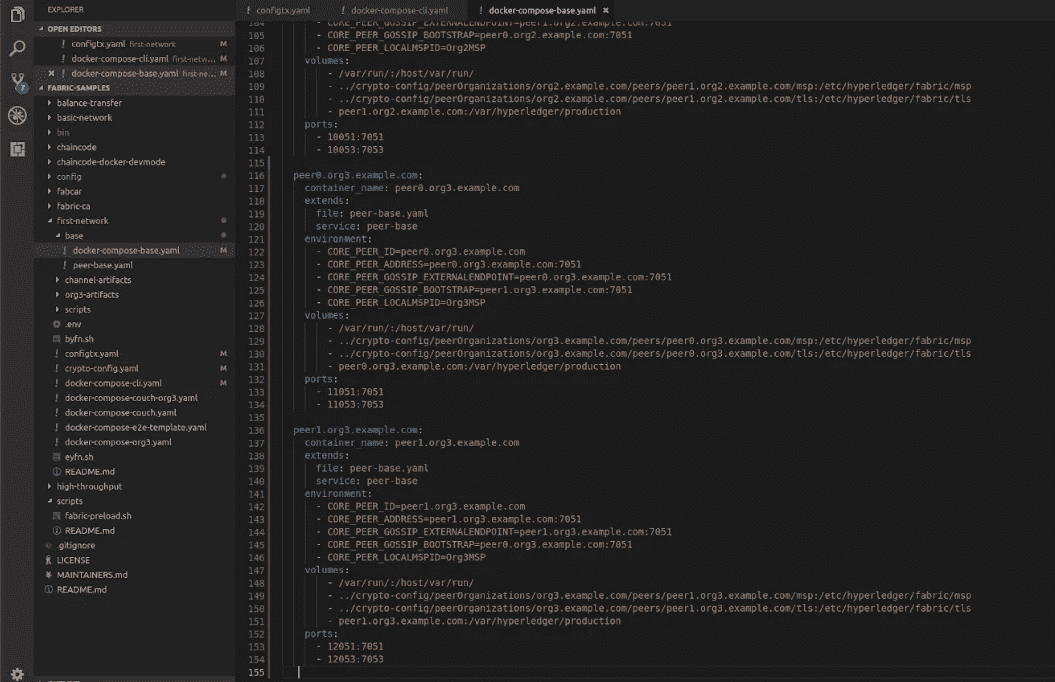 EXPLORER
OPEN EDITORS
! configtx.yaml first-network M
! docker-compose-cli.yaml first-netw... M
× ! docker-compose-base.yaml first-ne... M
7
FABRIC-SAMPLES
balance-transfer
basic-network
bin
chaincode
chaincode-docker-devmode
config
fabcar
fabric-ca
first-network
base
! docker-compose-base.yaml M
! peer-base.yaml
channel-artifacts
org3-artifacts
scripts
.env
byfn.sh
! configtx.yaml M
! crypto-config.yaml M
! docker-compose-cli.yaml M
! docker-compose-couch-org3.yaml
! docker-compose-couch.yaml
! docker-compose-e2e-template.yaml
! docker-compose-org3.yaml
eyfn.sh
README.md
high-throughput
scripts
fabric-preload.sh
README.md
.gitignore
LICENSE
MAINTAINERS.md
README.md
! configtx.yaml ! docker-compose-cli.yaml ! docker-compose-base.yaml ×
104 - CORE_PEER_GOSSIP_EXTERNALENDPOINT=peer1.org2.example.com:7051
105 - CORE_PEER_GOSSIP_BOOTSTRAP=peer0.org2.example.com:7051
106 - CORE_PEER_LOCALMSPID=Org2MSP
107 volumes:
108 - /var/run/:/host/var/run/
109 - ../crypto-config/peerOrganizations/org2.example.com/peers/peer1.org2.example.com/msp:/etc/hyperledger/fabric/msp
110 - ../crypto-config/peerOrganizations/org2.example.com/peers/peer1.org2.example.com/tls:/etc/hyperledger/fabric/tls
111 - peer1.org2.example.com:/var/hyperledger/production
112 ports:
113 - 10051:7051
114 - 10053:7053
115
116 peer0.org3.example.com:
117 container_name: peer0.org3.example.com
118 extends:
119 file: peer-base.yaml
120 service: peer-base
121 environment:
122 - CORE_PEER_ID=peer0.org3.example.com
123 - CORE_PEER_ADDRESS=peer0.org3.example.com:7051
124 - CORE_PEER_GOSSIP_EXTERNALENDPOINT=peer0.org3.example.com:7051
125 - CORE_PEER_GOSSIP_BOOTSTRAP=peer1.org3.example.com:7051
126 - CORE_PEER_LOCALMSPID=Org3MSP
127 volumes:
128 - /var/run/:/host/var/run/
129 - ../crypto-config/peerOrganizations/org3.example.com/peers/peer0.org3.example.com/msp:/etc/hyperledger/fabric/msp
130 - ../crypto-config/peerOrganizations/org3.example.com/peers/peer0.org3.example.com/tls:/etc/hyperledger/fabric/tls
131 - peer0.org3.example.com:/var/hyperledger/production
132 ports:
133 - 11051:7051
134 - 11053:7053
135
136 peer1.org3.example.com:
137 container_name: peer1.org3.example.com
138 extends:
139 file: peer-base.yaml
140 service: peer-base
141 environment:
142 - CORE_PEER_ID=peer1.org3.example.com
143 - CORE_PEER_ADDRESS=peer1.org3.example.com:7051
144 - CORE_PEER_GOSSIP_EXTERNALENDPOINT=peer1.org3.example.com:7051
145 - CORE_PEER_GOSSIP_BOOTSTRAP=peer0.org3.example.com:7051
146 - CORE_PEER_LOCALMSPID=Org3MSP
147 volumes:
148 - /var/run/:/host/var/run/
149 - ../crypto-config/peerOrganizations/org3.example.com/peers/peer1.org3.example.com/msp:/etc/hyperledger/fabric/msp
150 - ../crypto-config/peerOrganizations/org3.example.com/peers/peer1.org3.example.com/tls:/etc/hyperledger/fabric/tls
151 - peer1.org3.example.com:/var/hyperledger/production
152 ports:
153 - 12051:7051
154 - 12053:7053
155